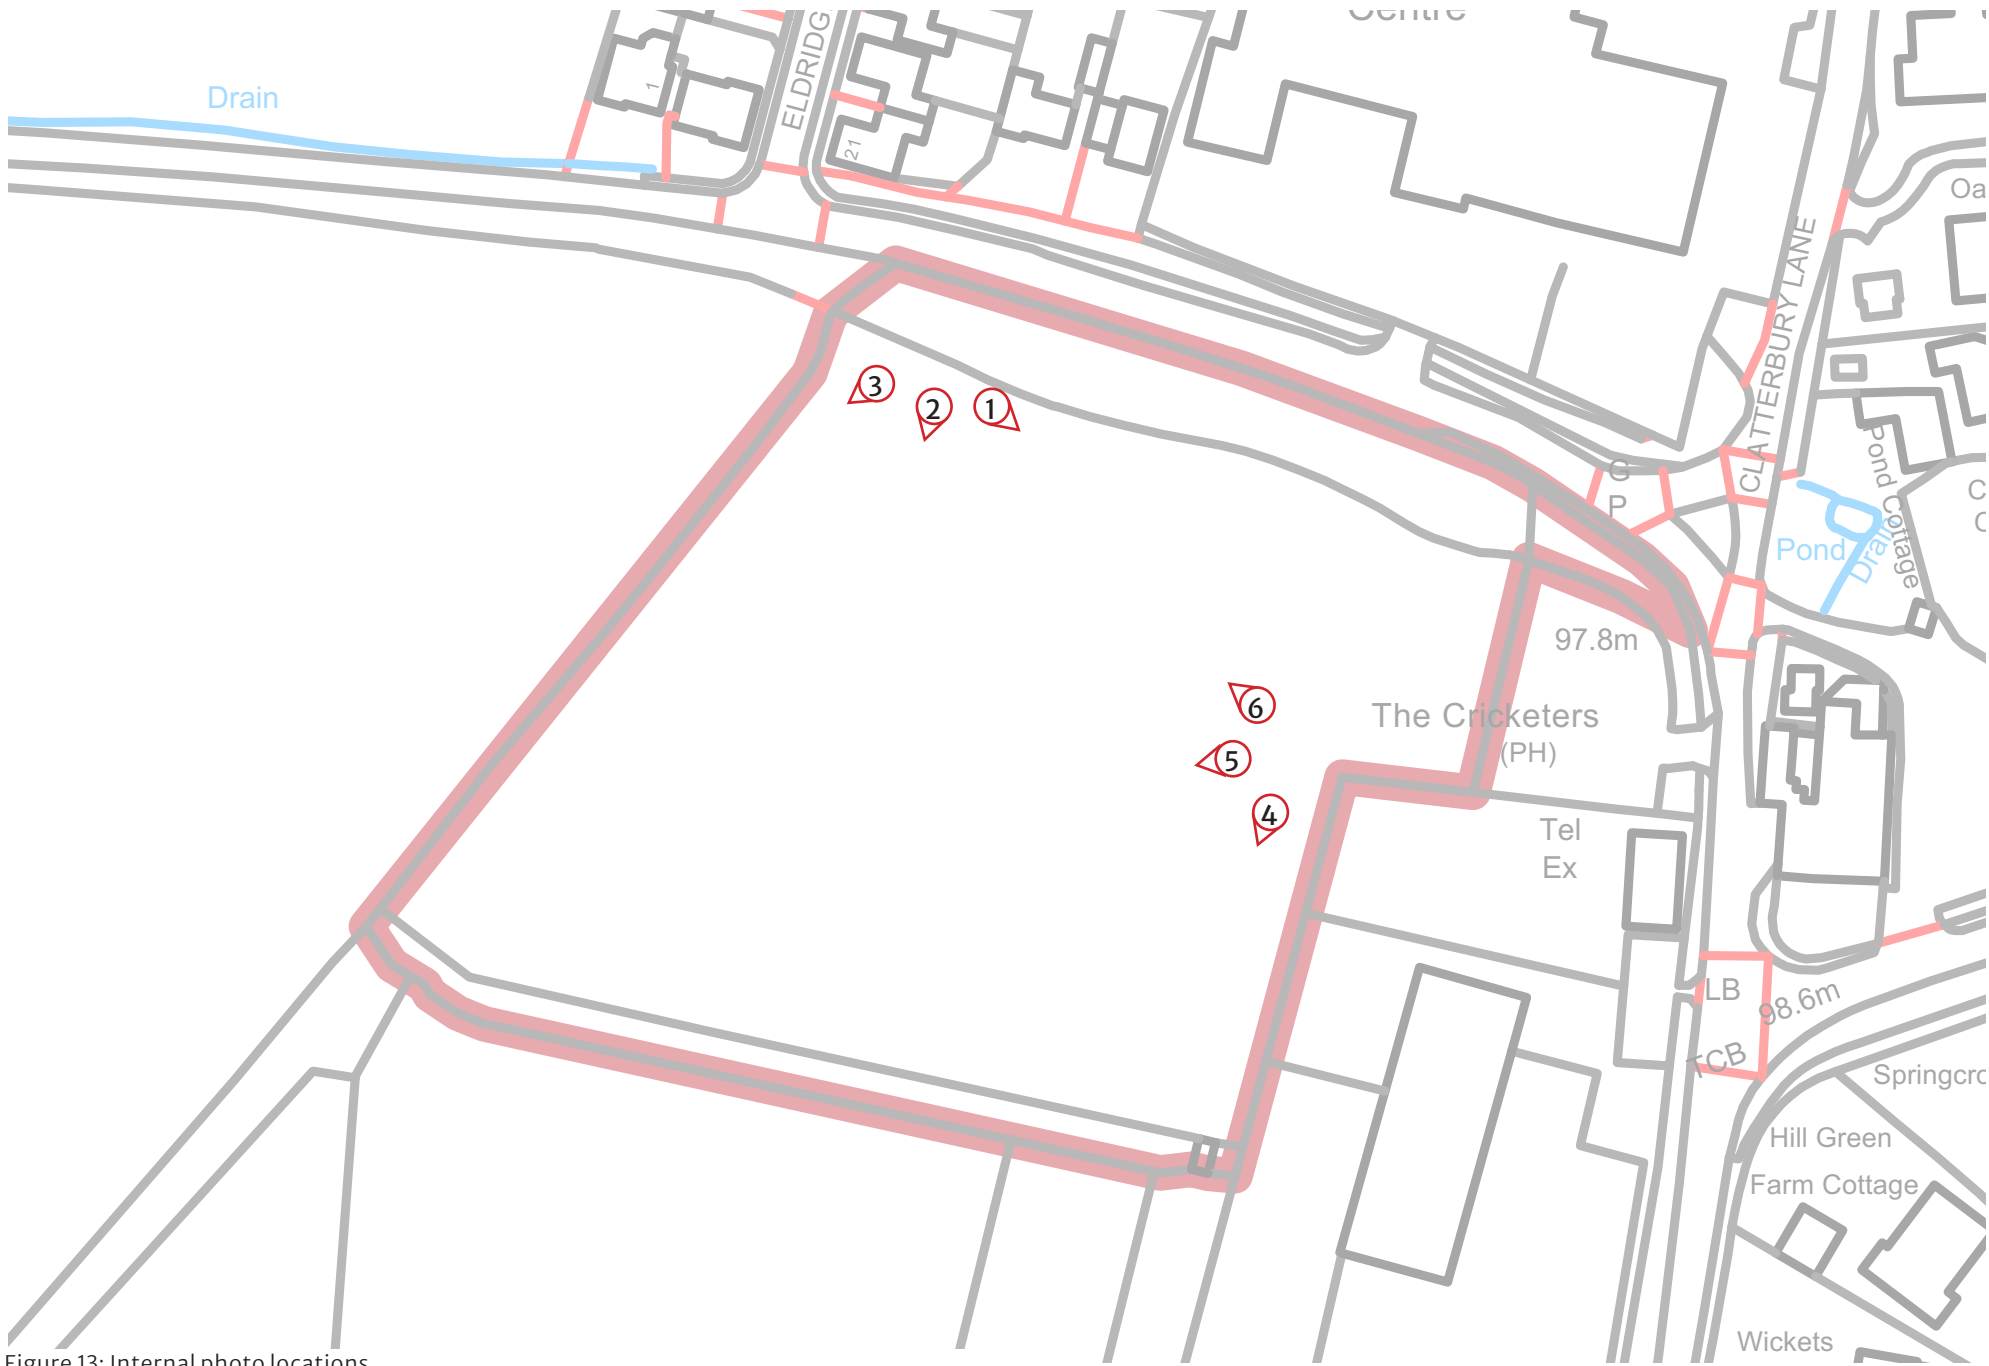 Centre
Drain
ELDRIDG
1
21
Oa
CLATTERBURY LANE
3
2
1
G
P
Pond Cottage
C
C
Pond
Drain
97.8m
6
The Cricketers
(PH)
5
4
Tel
Ex
LB
98.6m
TCB
Springcro
Hill Green
Farm Cottage
Wickets
Figure 13: Internal photo locations